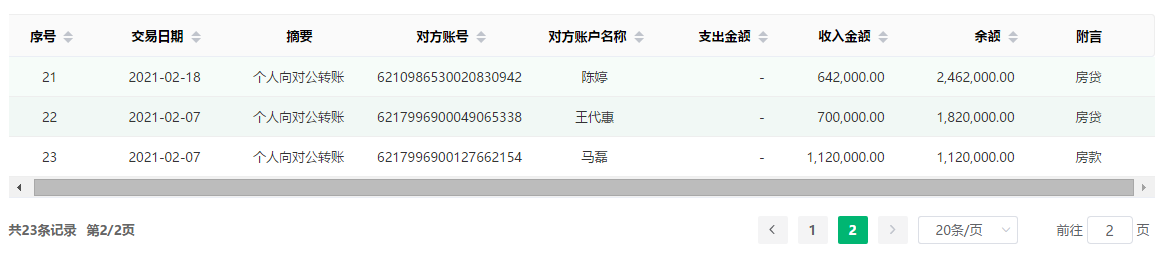 序号 交易日期 摘要 对方账号 对方账户名称 支出金额 收入金额 余额 附言
21 2021-02-18 个人向对公转账 6210986530020830942 陈婷 - 642,000.00 2,462,000.00 房贷
22 2021-02-07 个人向对公转账 6217996900049065338 王代惠 - 700,000.00 1,820,000.00 房贷
23 2021-02-07 个人向对公转账 6217996900127662154 马磊 - 1,120,000.00 1,120,000.00 房款
共23条记录 第2/2页 1 2 20条/页 前往 2 页